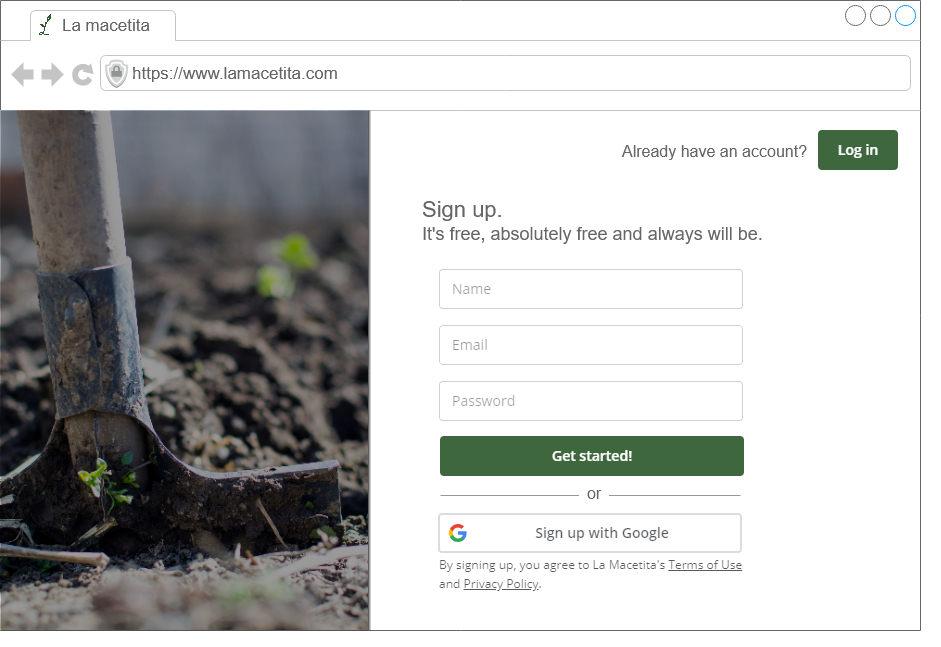 La macetita
https://www.lamacetita.com
Already have an account?
Log in
Sign up.
It's free, absolutely free and always will be.
Name
Email
Password
Get started!
or
Sign up with Google
By signing up, you agree to La Macetita's Terms of Use
and Privacy Policy.